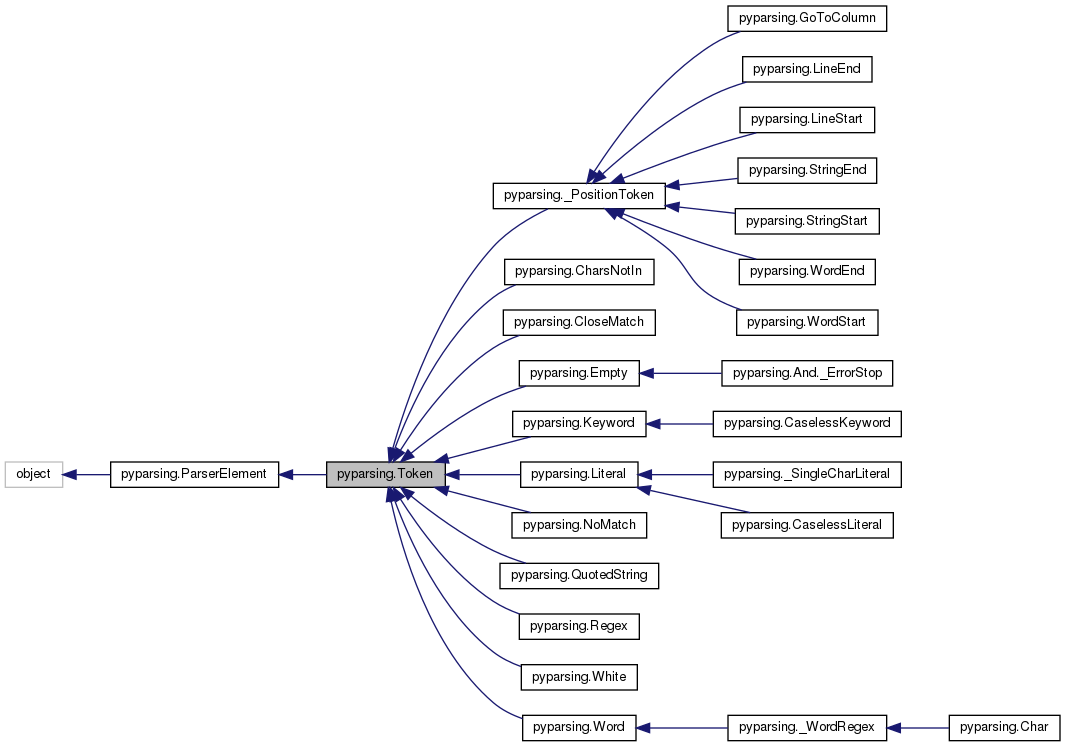 pyparsing.GoToColumn
pyparsing.LineEnd
pyparsing.LineStart
pyparsing.StringEnd
pyparsing._PositionToken
pyparsing.StringStart
pyparsing.CharsNotIn
pyparsing.WordEnd
pyparsing.CloseMatch
pyparsing.WordStart
pyparsing.Empty
pyparsing.And._ErrorStop
pyparsing.Keyword
pyparsing.CaselessKeyword
object
pyparsing.ParserElement
pyparsing.Token
pyparsing.Literal
pyparsing._SingleCharLiteral
pyparsing.NoMatch
pyparsing.CaselessLiteral
pyparsing.QuotedString
pyparsing.Regex
pyparsing.White
pyparsing.Word
pyparsing._WordRegex
pyparsing.Char